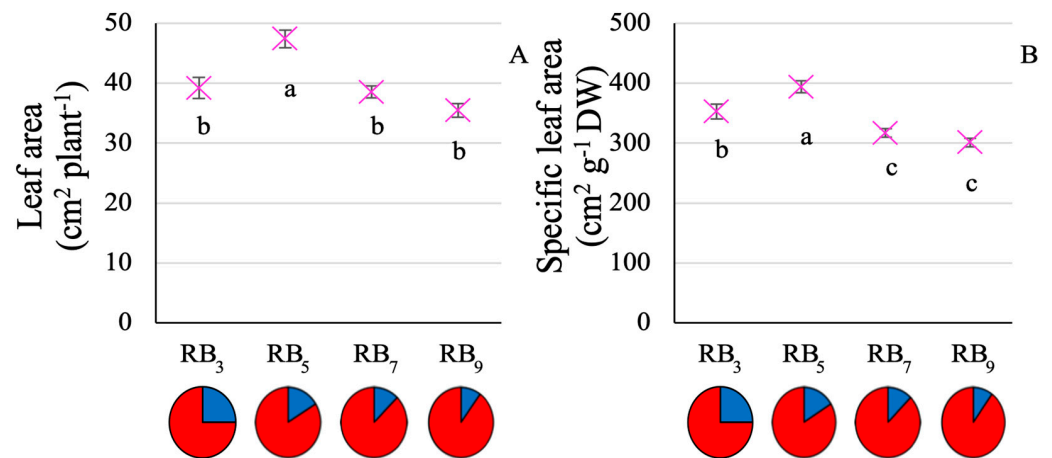 Leaf area
(cm² plant⁻¹)
50
40
30
20
10
0
A
b
a
b
b
RB₃
RB₅
RB₇
RB₉
Specific leaf area
(cm² g⁻¹ DW)
500
400
300
200
100
0
B
b
a
c
c
RB₃
RB₅
RB₇
RB₉